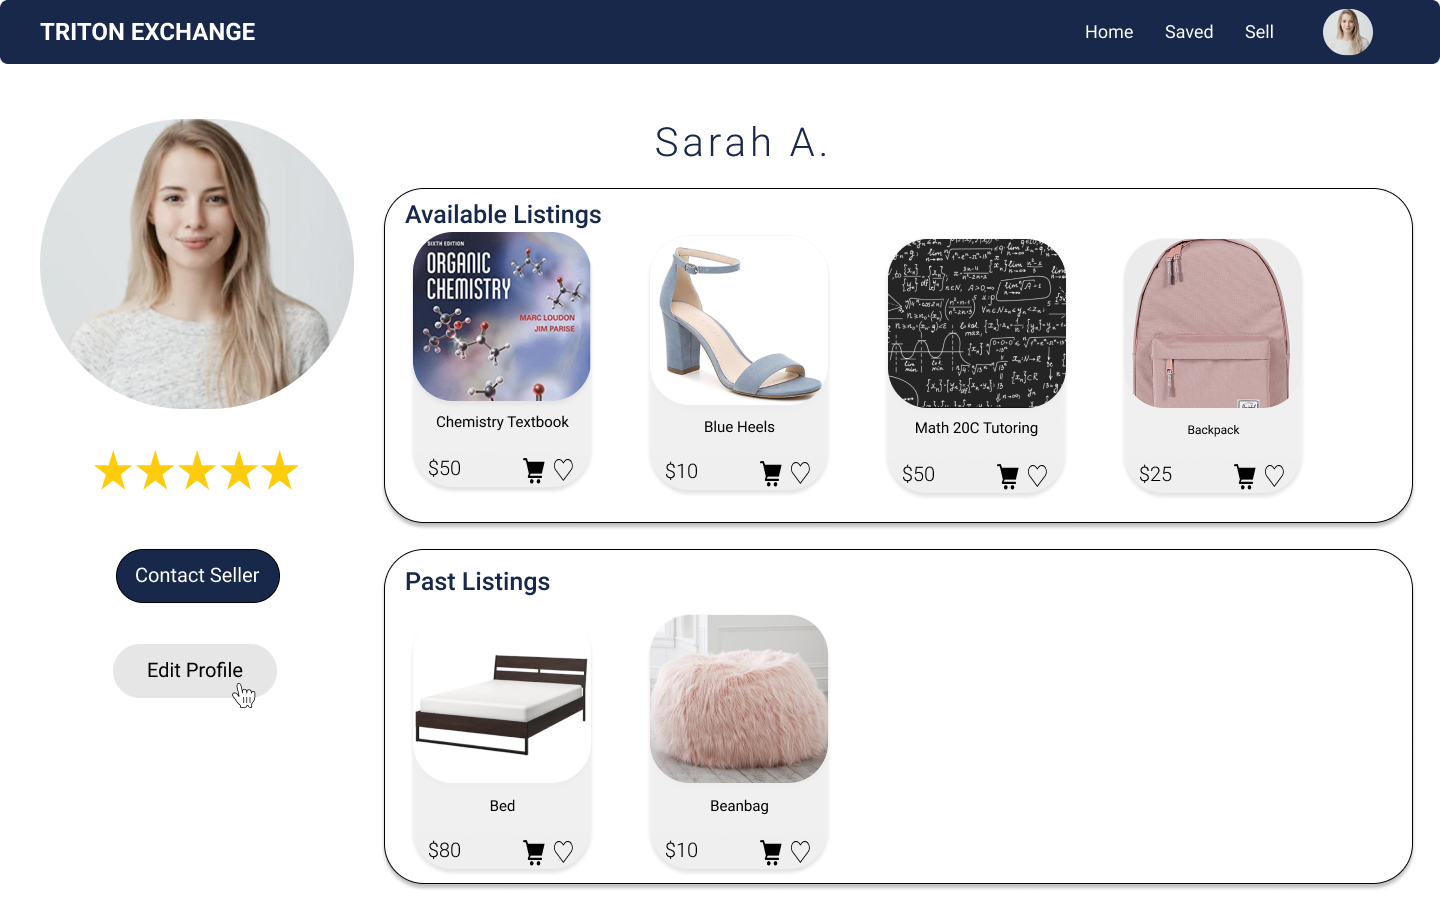 TRITON EXCHANGE
Home Saved Sell
Sarah A.
Available Listings
SIXTH EDITION
ORGANIC
CHEMISTRY
MARC LOUDON
JIM PARISE
Chemistry Textbook
$50
Blue Heels
$10
Math 20C Tutoring
$50
Backpack
$25
Contact Seller
Edit Profile
Past Listings
Bed
$80
Beanbag
$10